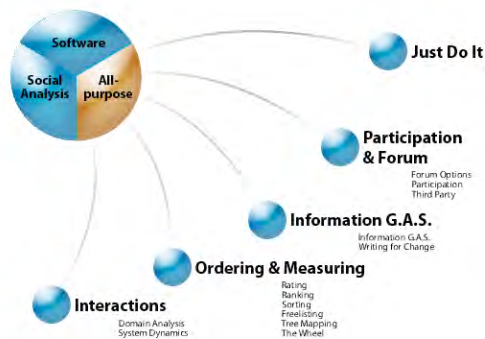 Software
Social
Analysis
All-
purpose
Just Do It
Participation
& Forum
Forum Options
Participation
Third Party
Information G.A.S.
Information G.A.S.
Writing for Change
Ordering & Measuring
Rating
Ranking
Sorting
Freelisting
Tree Mapping
The Wheel
Interactions
Domain Analysis
System Dynamics